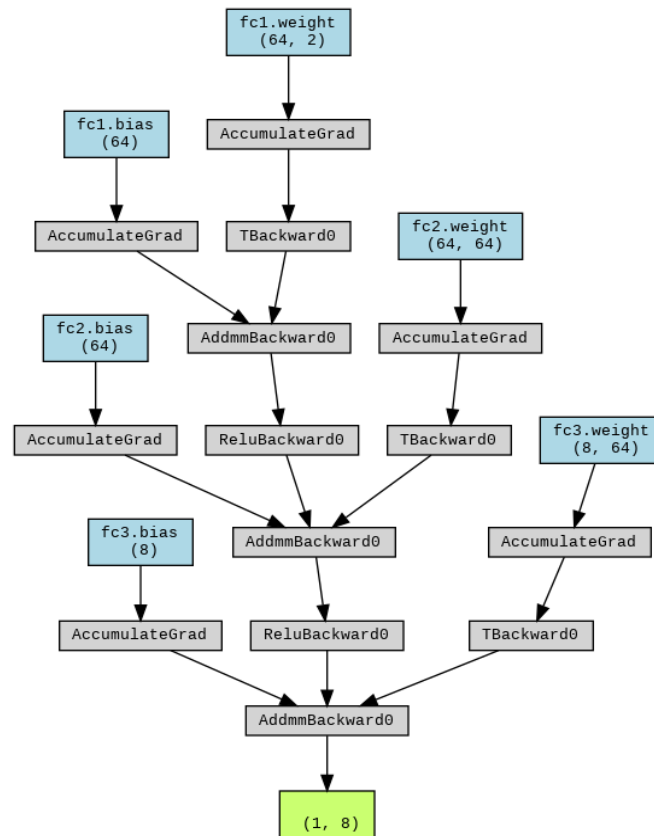 fc1.weight
(64, 2)
fc1.bias
(64)
AccumulateGrad
AccumulateGrad
TBackward0
fc2.weight
(64, 64)
fc2.bias
(64)
AddmmBackward0
AccumulateGrad
AccumulateGrad
ReluBackward0
TBackward0
fc3.weight
(8, 64)
fc3.bias
(8)
AddmmBackward0
AccumulateGrad
AccumulateGrad
ReluBackward0
TBackward0
AddmmBackward0
(1, 8)